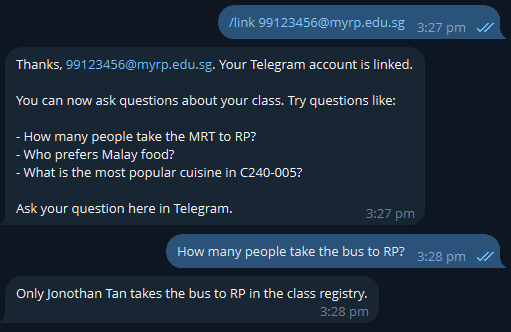 /link 99123456@myrp.edu.sg 3:27 pm
Thanks, 99123456@myrp.edu.sg. Your Telegram account is linked.
You can now ask questions about your class. Try questions like:
- How many people take the MRT to RP?
- Who prefers Malay food?
- What is the most popular cuisine in C240-005?
Ask your question here in Telegram.
3:27 pm
How many people take the bus to RP? 3:28 pm
Only Jonothan Tan takes the bus to RP in the class registry.
3:28 pm